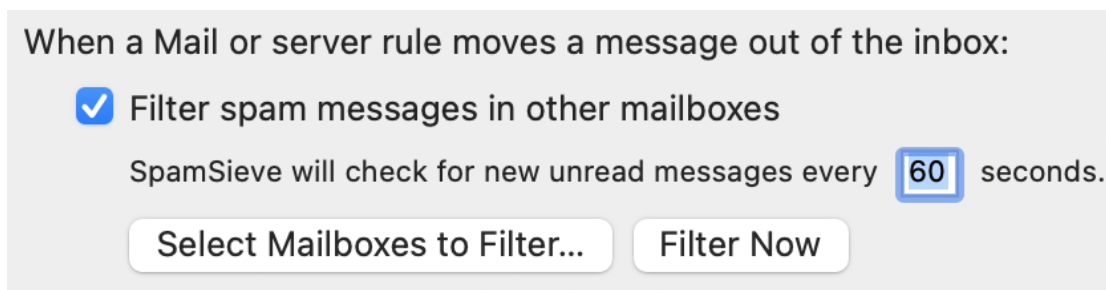 When a Mail or server rule moves a message out of the inbox:
Filter spam messages in other mailboxes
SpamSieve will check for new unread messages every 60 seconds.
Select Mailboxes to Filter... Filter Now